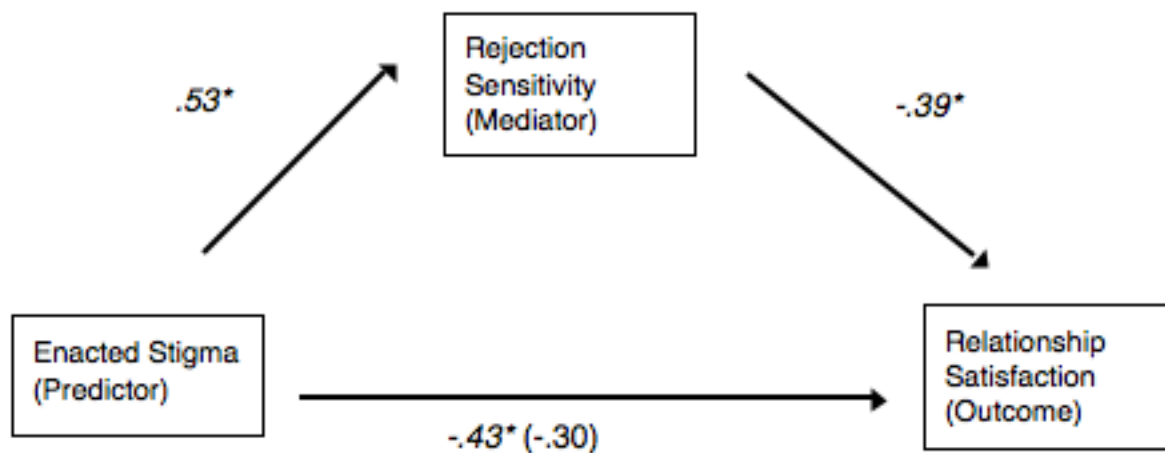 Rejection
Sensitivity
(Mediator)
.53*
-.39*
Enacted Stigma
(Predictor)
Relationship
Satisfaction
(Outcome)
-.43* (-.30)